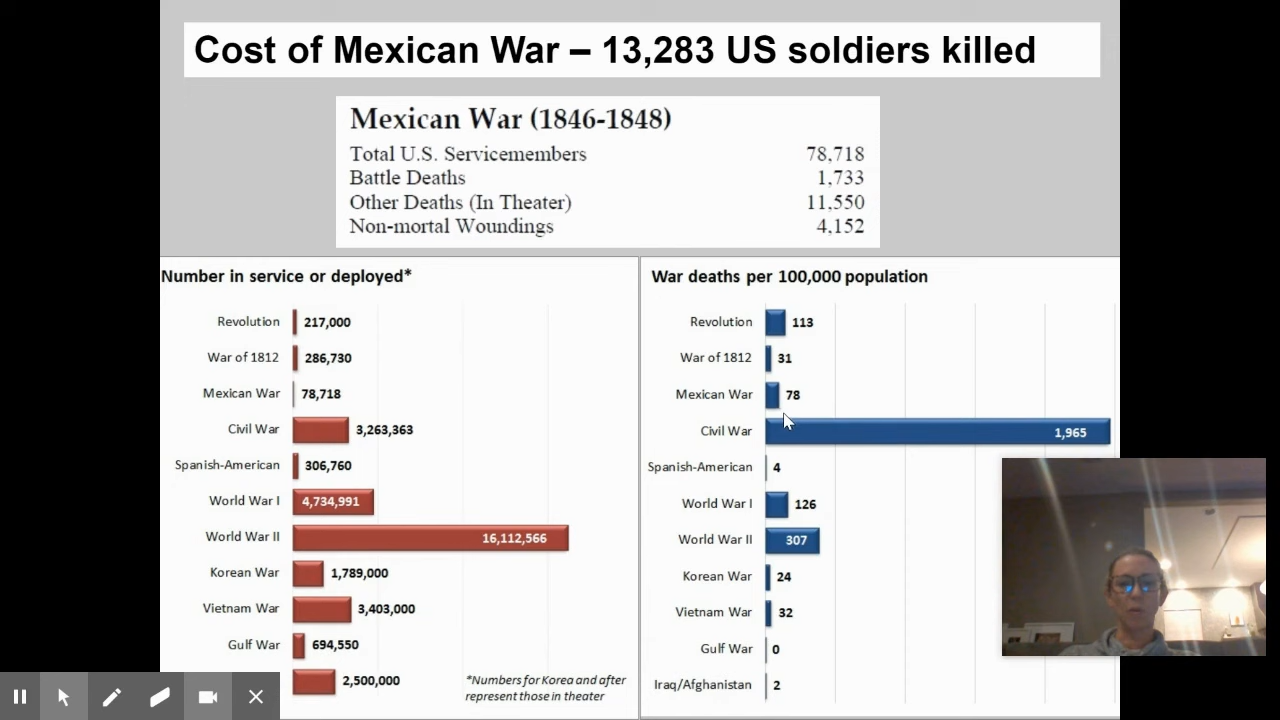 Cost of Mexican War – 13,283 US soldiers killed
Mexican War (1846-1848)
Total U.S. Servicemembers 78,718
Battle Deaths 1,733
Other Deaths (In Theater) 11,550
Non-mortal Woundings 4,152
Number in service or deployed*
Revolution 217,000
War of 1812 286,730
Mexican War 78,718
Civil War 3,263,363
Spanish-American 306,760
World War I 4,734,991
World War II 16,112,566
Korean War 1,789,000
Vietnam War 3,403,000
Gulf War 694,550
2,500,000
*Numbers for Korea and after
represent those in theater
War deaths per 100,000 population
Revolution 113
War of 1812 31
Mexican War 78
Civil War 1,965
Spanish-American 4
World War I 126
World War II 307
Korean War 24
Vietnam War 32
Gulf War 0
Iraq/Afghanistan 2